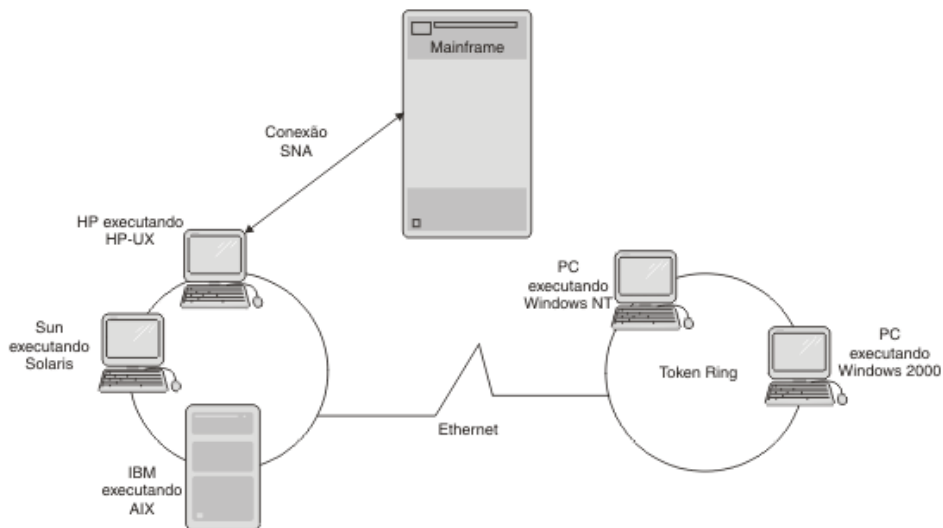 Mainframe
Conexão
SNA
HP executando
HP-UX
Sun
executando
Solaris
IBM
executando
AIX
Ethernet
PC
executando
Windows NT
Token Ring
PC
executando
Windows 2000